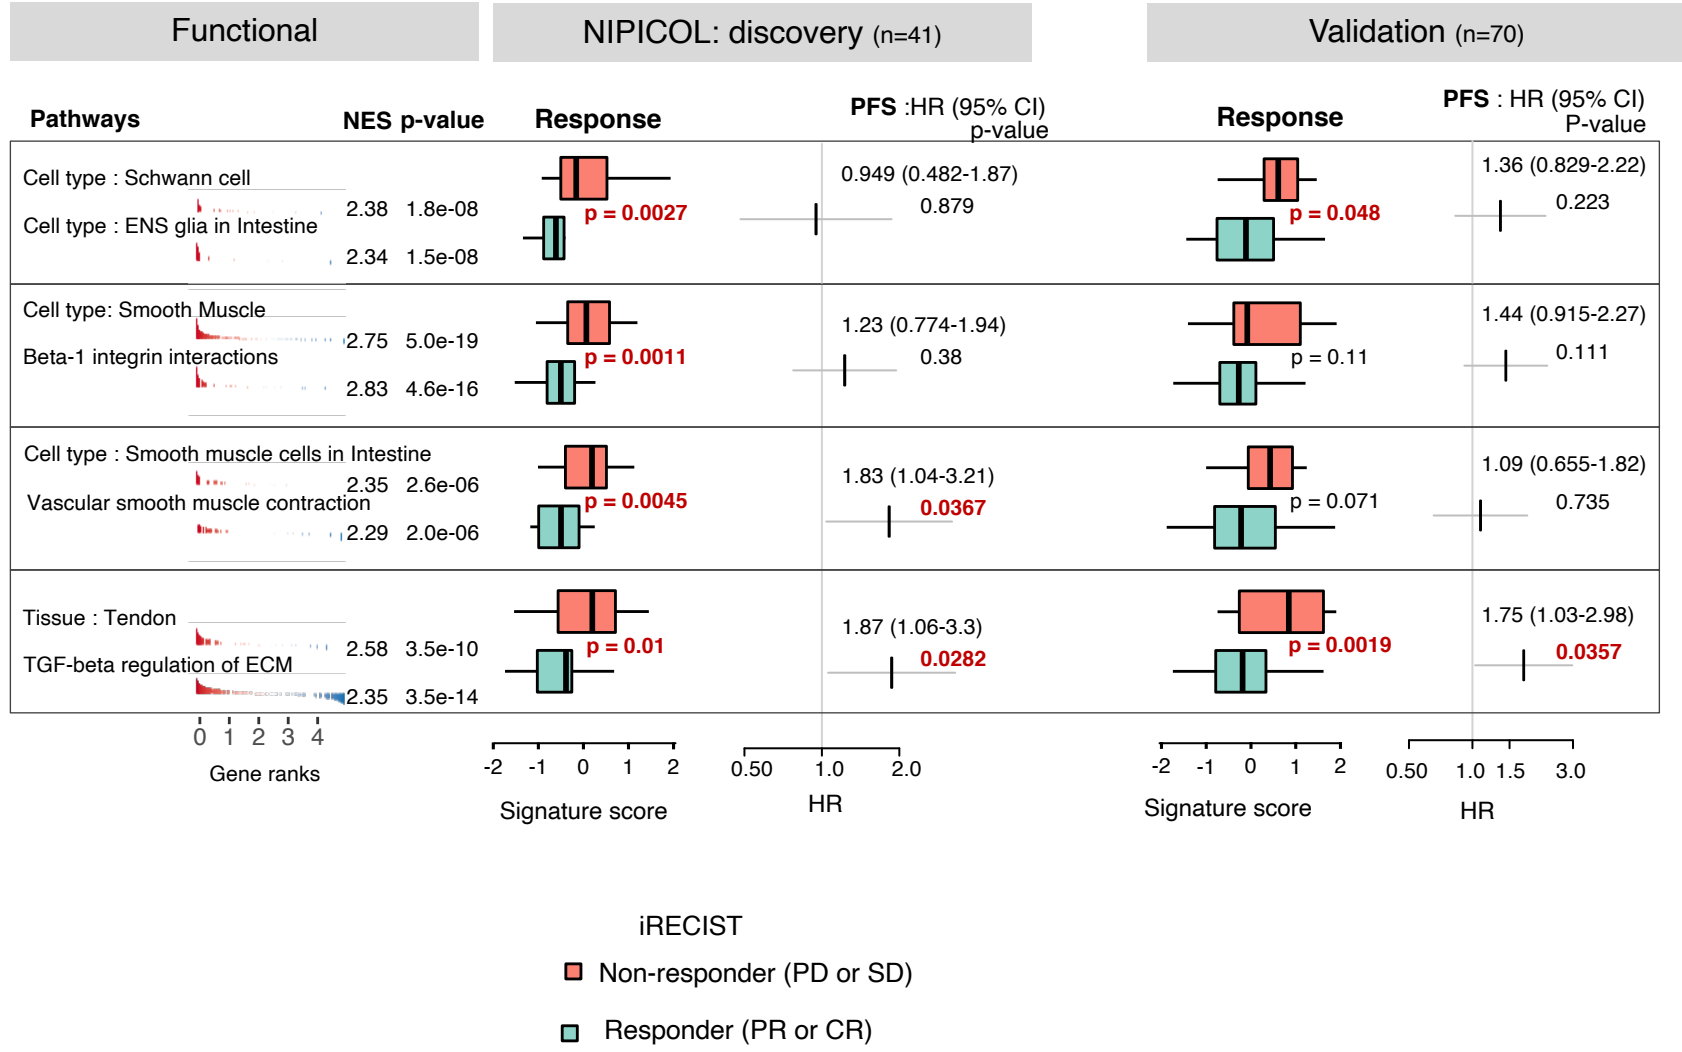 Functional
NIPICOL: discovery (n=41)
Validation (n=70)
Pathways
NES p-value
Response
PFS :HR (95% CI)
p-value
Response
PFS : HR (95% CI)
P-value
Cell type : Schwann cell
2.38 1.8e-08
Cell type : ENS glia in Intestine
2.34 1.5e-08
p = 0.0027
0.949 (0.482-1.87)
0.879
p = 0.048
1.36 (0.829-2.22)
0.223
Cell type: Smooth Muscle
2.75 5.0e-19
Beta-1 integrin interactions
2.83 4.6e-16
p = 0.0011
1.23 (0.774-1.94)
0.38
p = 0.11
1.44 (0.915-2.27)
0.111
Cell type : Smooth muscle cells in Intestine
2.35 2.6e-06
Vascular smooth muscle contraction
2.29 2.0e-06
p = 0.0045
1.83 (1.04-3.21)
0.0367
p = 0.071
1.09 (0.655-1.82)
0.735
Tissue : Tendon
2.58 3.5e-10
TGF-beta regulation of ECM
2.35 3.5e-14
p = 0.01
1.87 (1.06-3.3)
0.0282
p = 0.0019
1.75 (1.03-2.98)
0.0357
0 1 2 3 4
Gene ranks
-2 -1 0 1 2
Signature score
0.50 1.0 2.0
HR
-2 -1 0 1 2
Signature score
0.50 1.0 1.5 3.0
HR
iRECIST
Non-responder (PD or SD)
Responder (PR or CR)